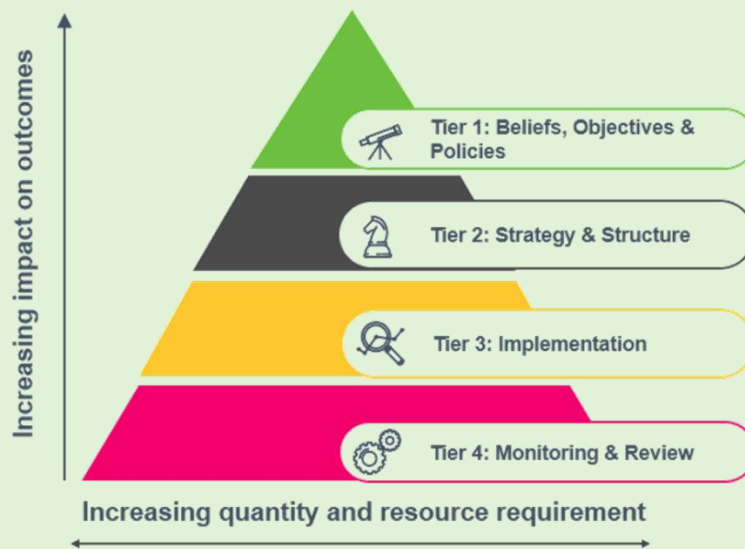 Increasing impact on outcomes
Tier 1: Beliefs, Objectives &
Policies
Tier 2: Strategy & Structure
Tier 3: Implementation
Tier 4: Monitoring & Review
Increasing quantity and resource requirement